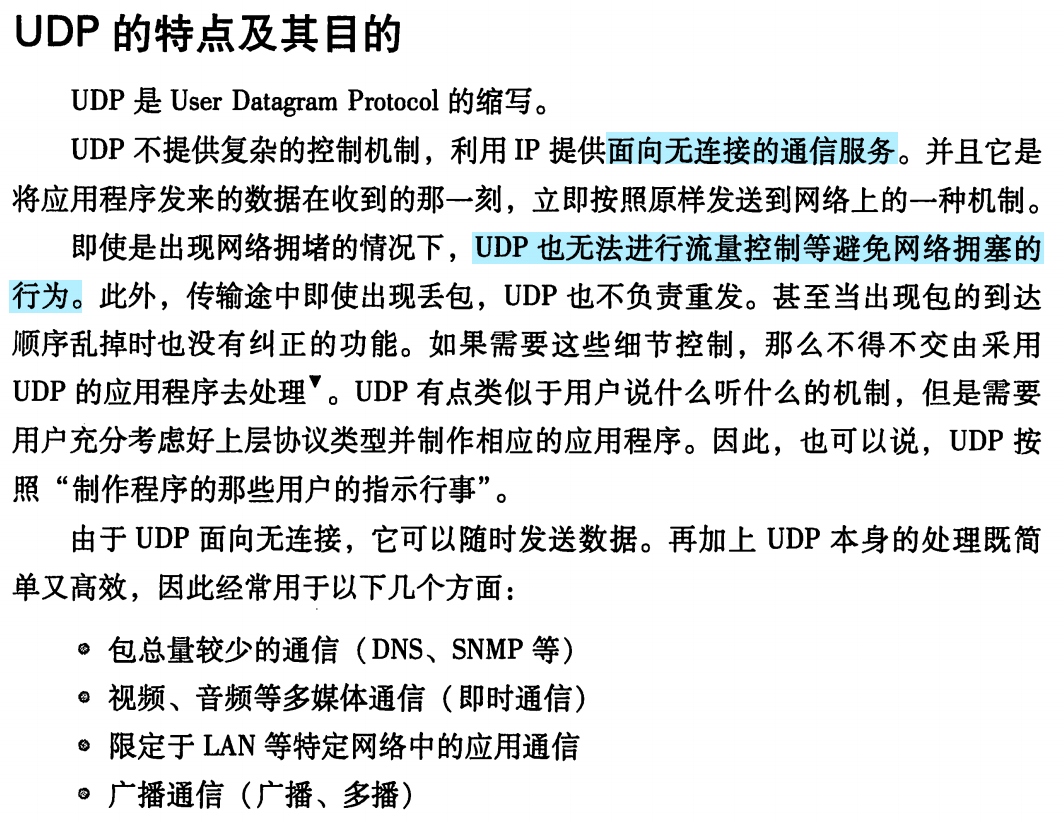 UDP 的特点及其目的
UDP 是 User Datagram Protocol 的缩写。
UDP 不提供复杂的控制机制，利用 IP 提供面向无连接的通信服务。并且它是
将应用程序发来的数据在收到的那一刻，立即按照原样发送到网络上的一种机制。
即使是出现网络拥堵的情况下，UDP 也无法进行流量控制等避免网络拥塞的
行为。此外，传输途中即使出现丢包，UDP 也不负责重发。甚至当出现包的到达
顺序乱掉时也没有纠正的功能。如果需要这些细节控制，那么不得不交由采用
UDP 的应用程序去处理▼。UDP 有点类似于用户说什么听什么的机制，但是需要
用户充分考虑好上层协议类型并制作相应的应用程序。因此，也可以说，UDP 按
照“制作程序的那些用户的指示行事”。
由于 UDP 面向无连接，它可以随时发送数据。再加上 UDP 本身的处理既简
单又高效，因此经常用于以下几个方面：
● 包总量较少的通信（DNS、SNMP 等）
● 视频、音频等多媒体通信（即时通信）
● 限定于 LAN 等特定网络中的应用通信
● 广播通信（广播、多播）